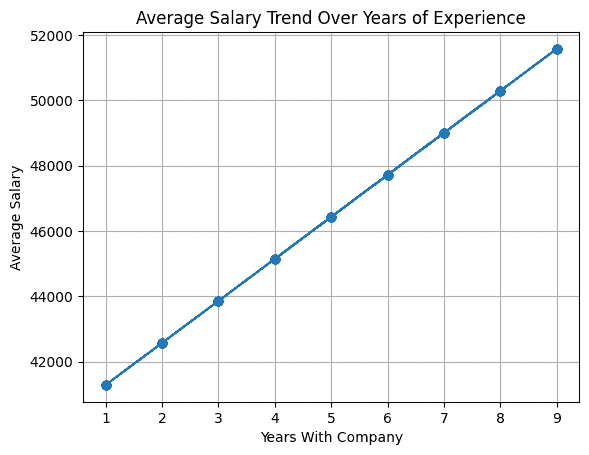 Average Salary Trend Over Years of Experience
52000
50000
48000
46000
44000
42000
Average Salary
1 2 3 4 5 6 7 8 9
Years With Company